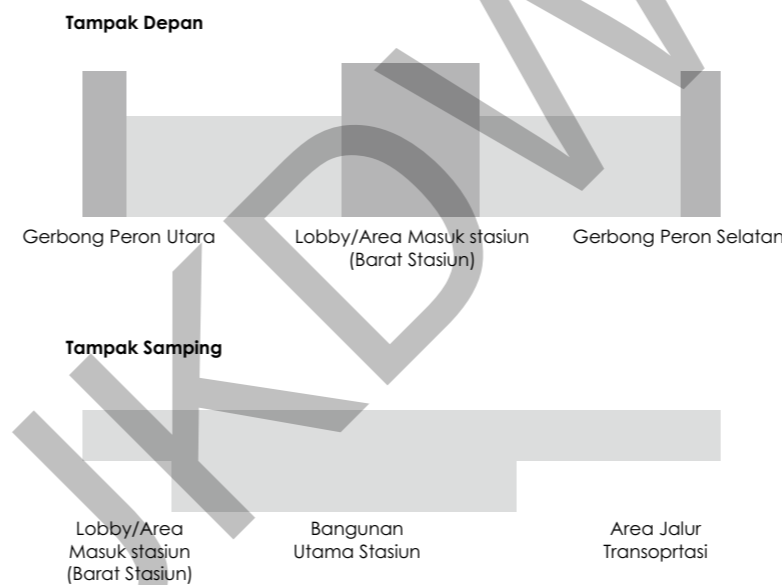 Tampak Depan
Gerbong Peron Utara
Lobby/Area Masuk stasiun
(Barat Stasiun)
Gerbong Peron Selatan
Tampak Samping
Lobby/Area
Masuk stasiun
(Barat Stasiun)
Bangunan
Utama Stasiun
Area Jalur
Transoprtasi
UKDW